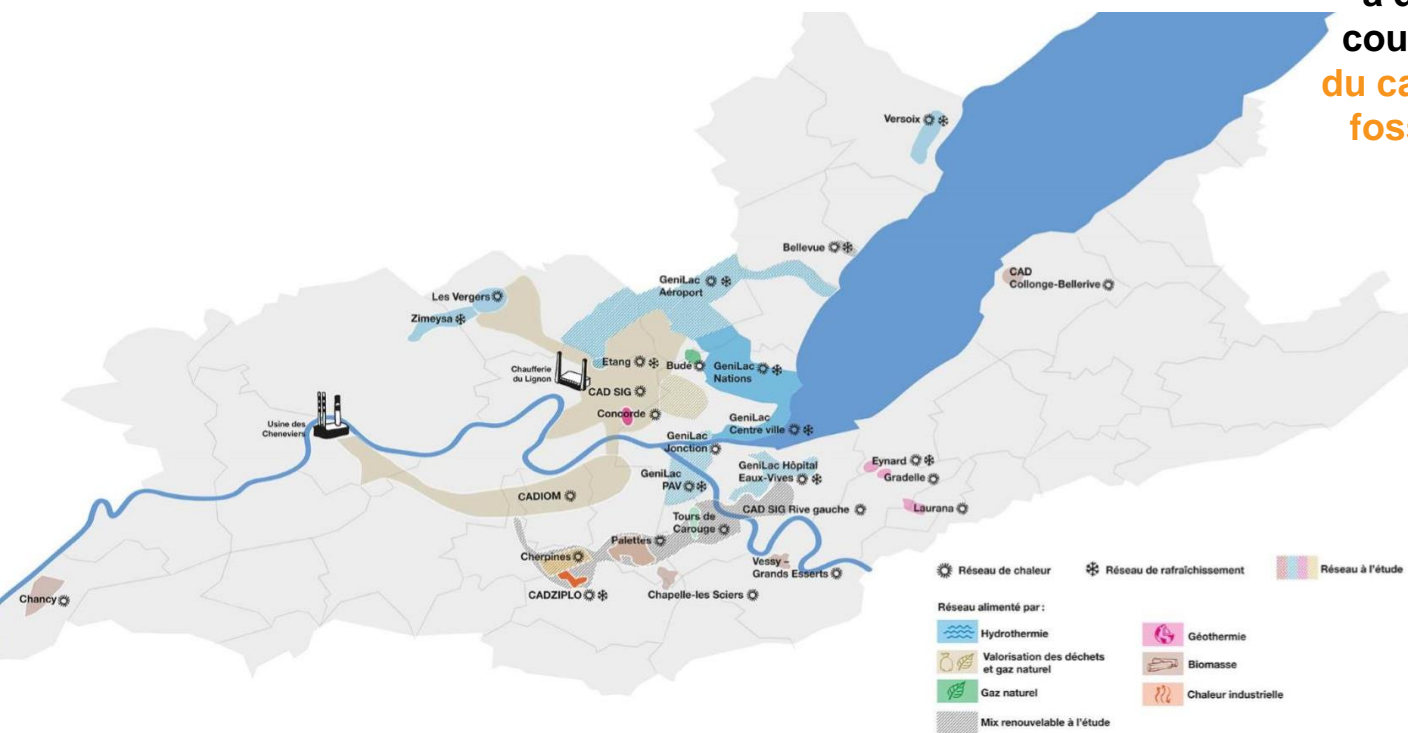 cou
du ca
foss
Versoix
Bellevue
GeniLac
Aéroport
CAD
Collonge-Bellerive
Les Vergers
Zimeysa
Chaufferie
du Lignon
Etang
Budé
GeniLac
Nations
CAD SIG
Concorde
Usine des
Cheneviers
GeniLac
Centre ville
GeniLac
Jonction
GeniLac
PAV
GeniLac Hôpital
Eaux-Vives
Eynard
Gradelle
CADIOM
CAD SIG Rive gauche
Laurana
Tours de
Carouge
Palettes
Cherpines
Vessy –
Grands Esserts
CADZIPLO
Chapelle-les Sciers
Chancy
Réseau de chaleur
Réseau de rafraîchissement
Réseau à l'étude
Réseau alimenté par :
Hydrothermie
Géothermie
Valorisation des déchets
et gaz naturel
Biomasse
Gaz naturel
Chaleur industrielle
Mix renouvelable à l'étude